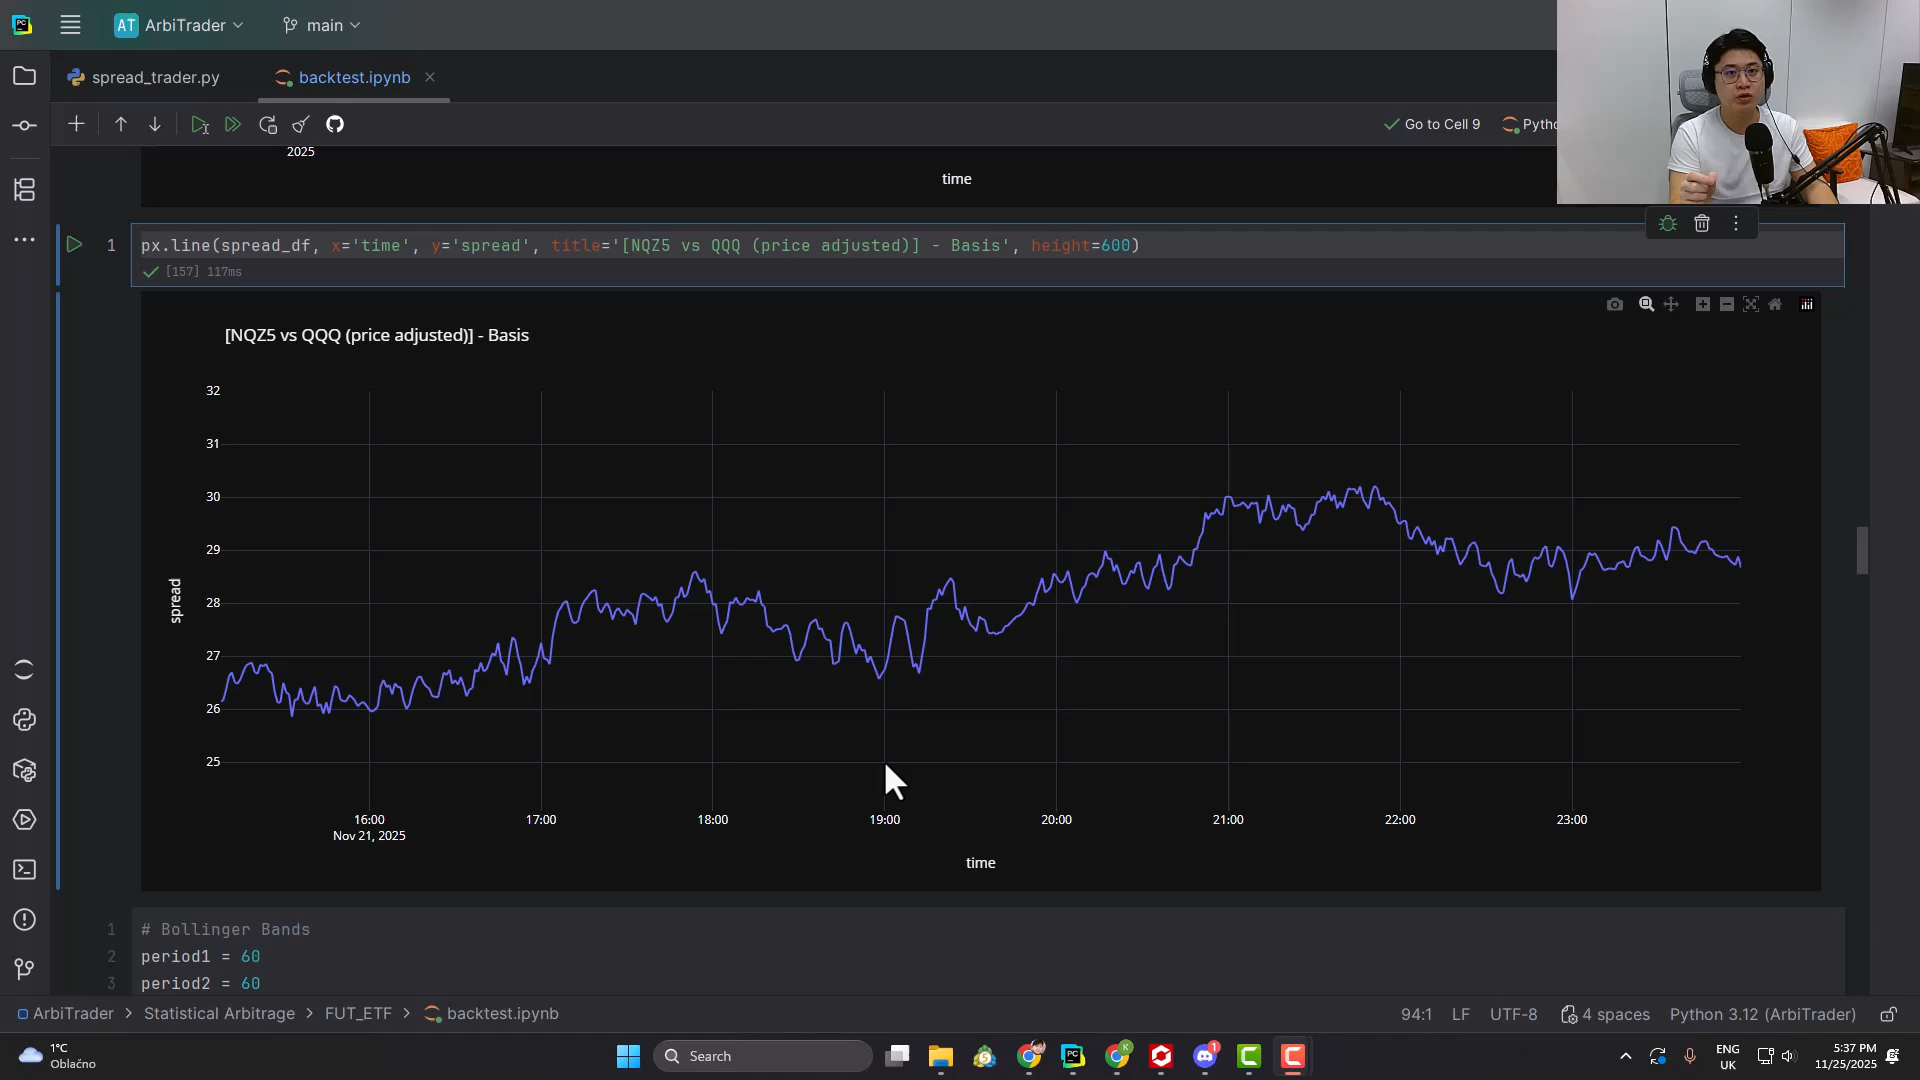 PC
AT ArbiTrader
main
spread_trader.py
backtest.ipynb
Go to Cell 9
2025
time
1 px.line(spread_df, x='time', y='spread', title='[NQZ5 vs QQQ (price adjusted)] - Basis', height=600)
[157] 117ms
[NQZ5 vs QQQ (price adjusted)] - Basis
32
31
30
29
28
27
26
25
spread
16:00 17:00 18:00 19:00 20:00 21:00 22:00 23:00
Nov 21, 2025
time
1 # Bollinger Bands
2 period1 = 60
3 period2 = 60
ArbiTrader > Statistical Arbitrage > FUT_ETF > backtest.ipynb
94:1 LF UTF-8 4 spaces Python 3.12 (ArbiTrader)
1°C
Oblačno
Search
PC
K
1
ENG
UK
5:37 PM
11/25/2025